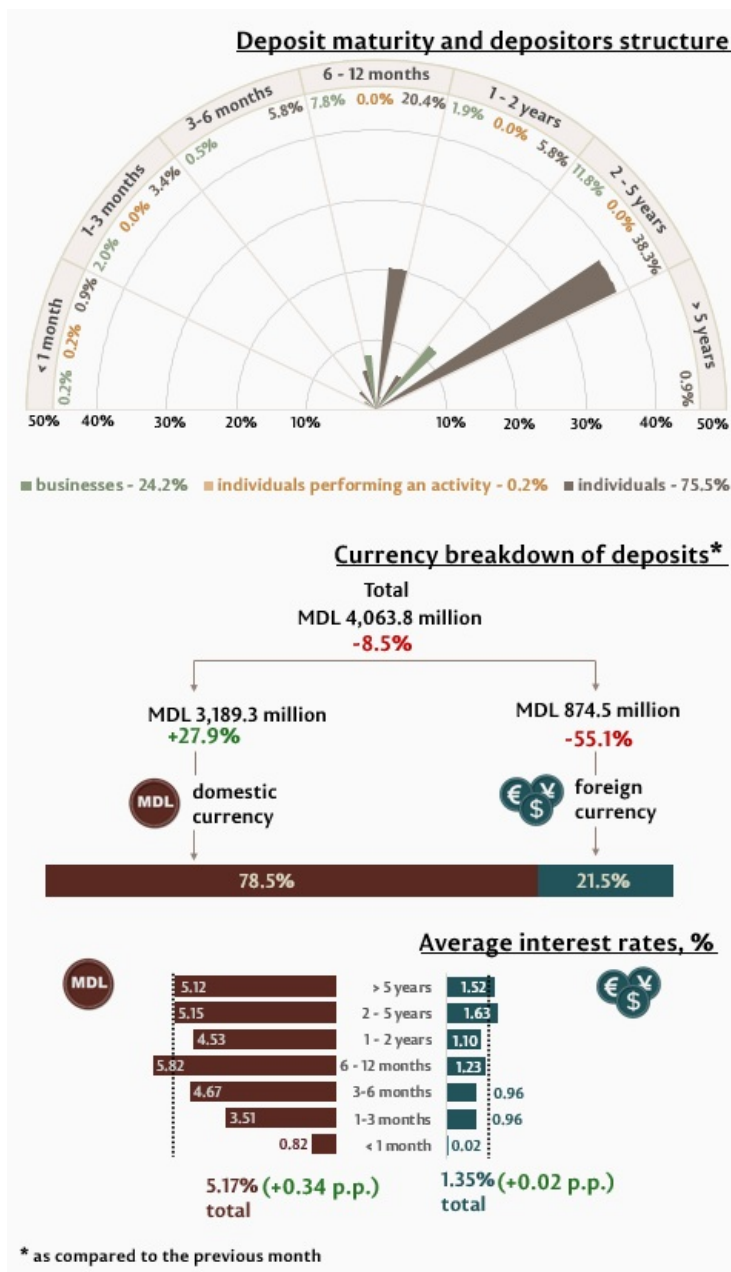 Deposit maturity and depositors structure
< 1 month
1-3 months
3-6 months
6 - 12 months
1 - 2 years
2 - 5 years
> 5 years
0.2%
0.2%
0.9%
2.0%
0.0%
3.4%
0.5%
5.8%
7.8%
0.0%
20.4%
1.9%
0.0%
5.8%
11.8%
0.0%
38.3%
0.9%
50% 40% 30% 20% 10% 10% 20% 30% 40% 50%
businesses - 24.2% individuals performing an activity - 0.2% individuals - 75.5%
Currency breakdown of deposits*
Total
MDL 4,063.8 million
-8.5%
MDL 3,189.3 million
+27.9%
MDL 874.5 million
-55.1%
MDL
domestic
currency
€ ¥ $
foreign
currency
78.5% 21.5%
Average interest rates, %
MDL
€ ¥ $
5.12 > 5 years 1.52
5.15 2 - 5 years 1.63
4.53 1 - 2 years 1.10
5.82 6 - 12 months 1.23
4.67 3-6 months 0.96
3.51 1-3 months 0.96
0.82 < 1 month 0.02
5.17% (+0.34 p.p.)
total
1.35% (+0.02 p.p.)
total
* as compared to the previous month